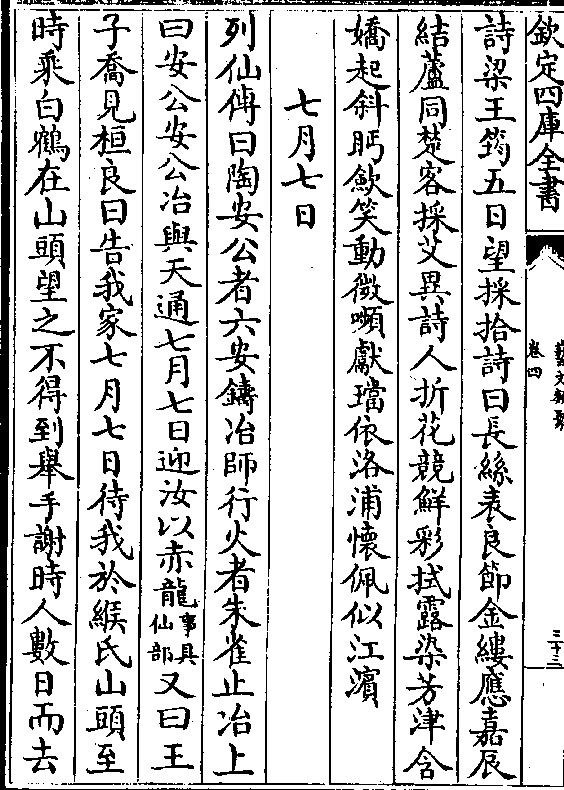 欽定四庫全書
藝文類聚
卷四
三十三
詩梁王筠五日望採拾詩曰長絲表良節金縷應嘉辰
結蘆同楚客採艾異詩人折花競鮮彩拭露染芳津含
嬌起斜眄斂笑動微嚬獻璫依洛浦懷佩似江濱
七月七日
列仙傳曰陶安公者六安鑄冶師行火者朱雀止冶上
曰安公安公冶與天通七月七日迎汝以赤龍事具仙部又曰王
子喬見桓良曰告我家七月七日待我於緱氏山頭至
時乘白鶴在山頭望之不得到舉手謝時人數日而去